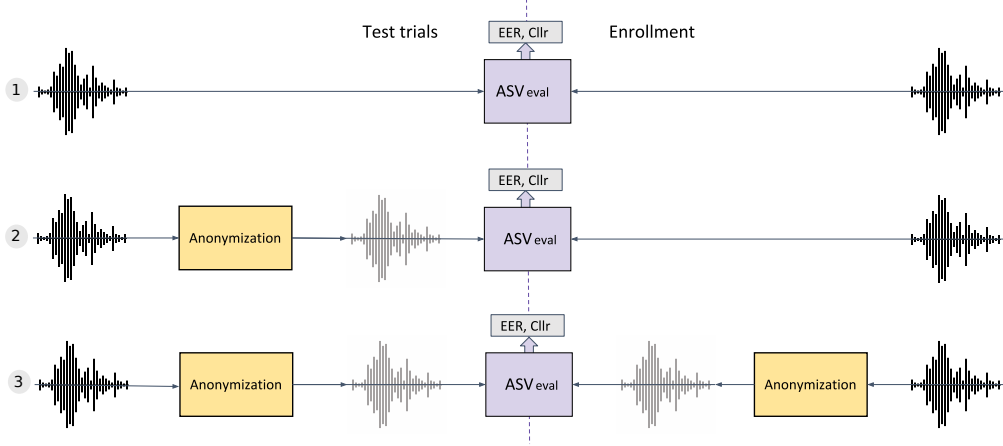 Test trials
EER, Cllr
Enrollment
1
ASV eval
EER, Cllr
2
Anonymization
ASV eval
EER, Cllr
3
Anonymization
ASV eval
Anonymization